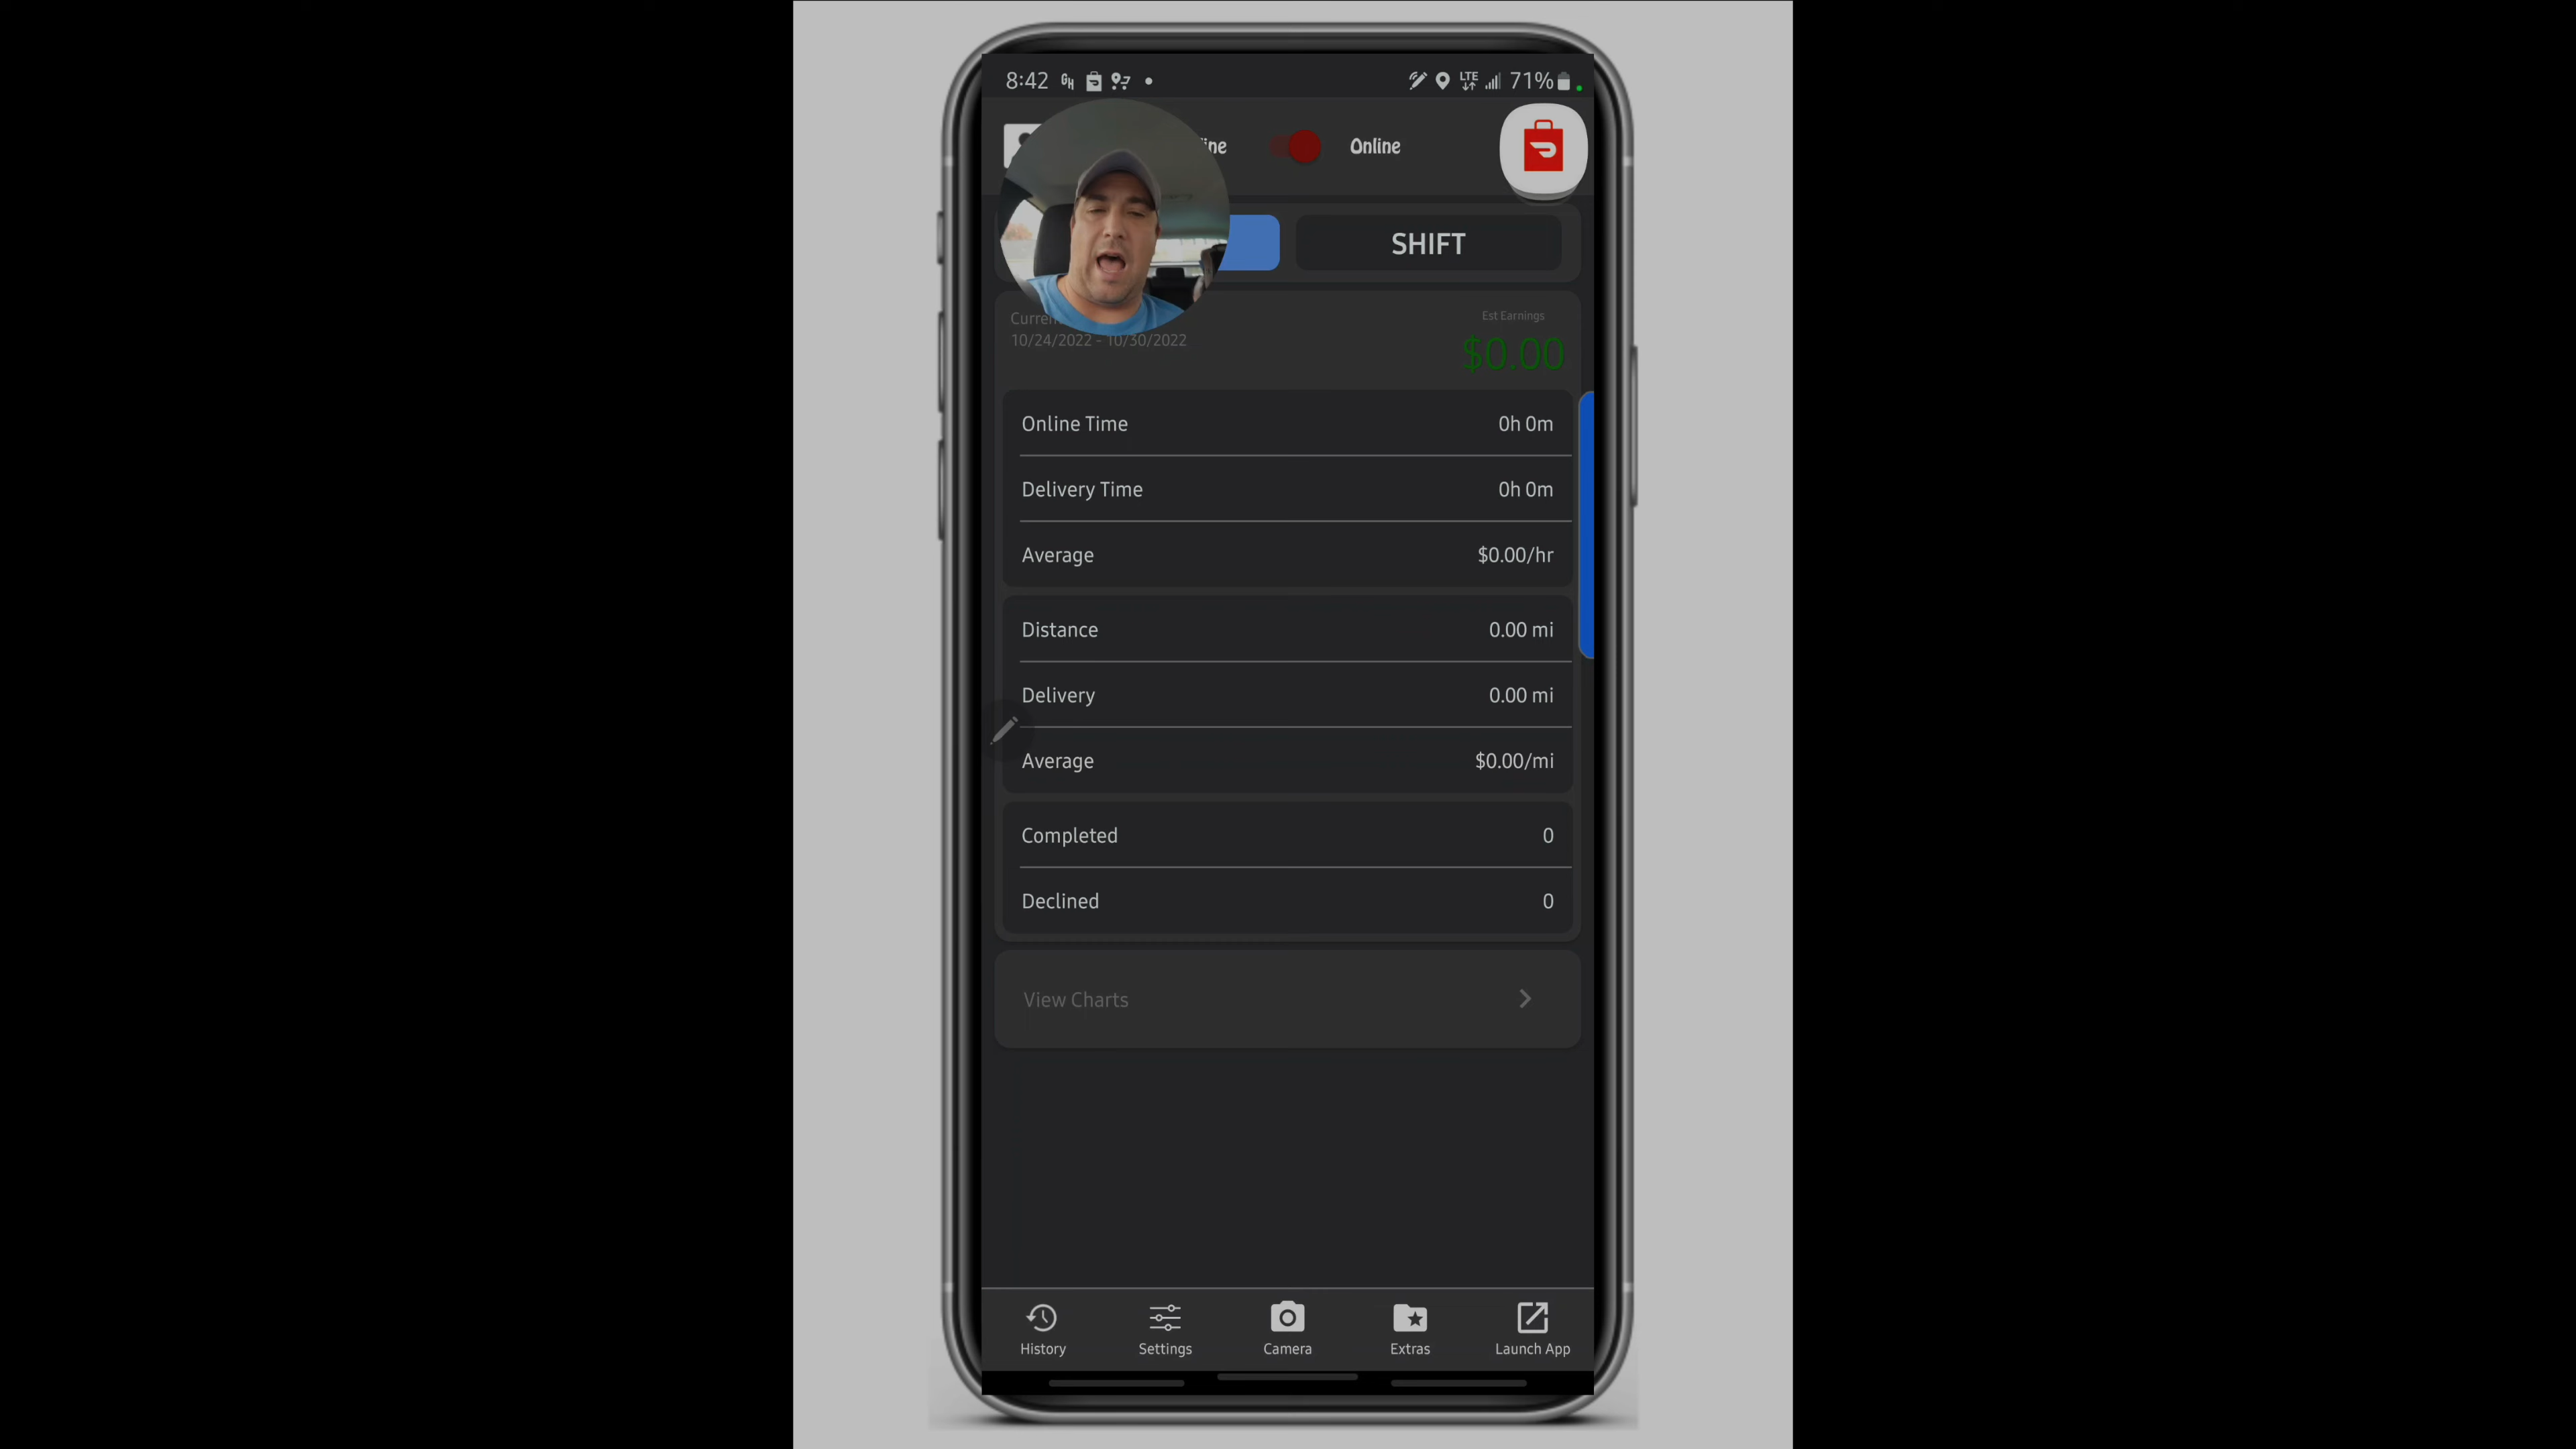 8:42 LTE 71%
Online
SHIFT
Est Earnings
10/24/2022 - 10/30/2022
$0.00
Online Time 0h 0m
Delivery Time 0h 0m
Average $0.00/hr
Distance 0.00 mi
Delivery 0.00 mi
Average $0.00/mi
Completed 0
Declined 0
View Charts
History Settings Camera Extras Launch App